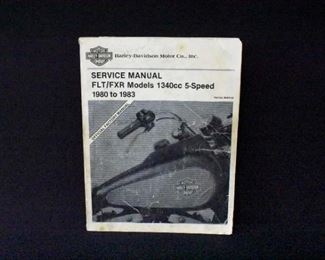 Harley-Davidson Motor Co., Inc.
SERVICE MANUAL
FLT/FXR Models 1340cc 5-Speed
1980 to 1983